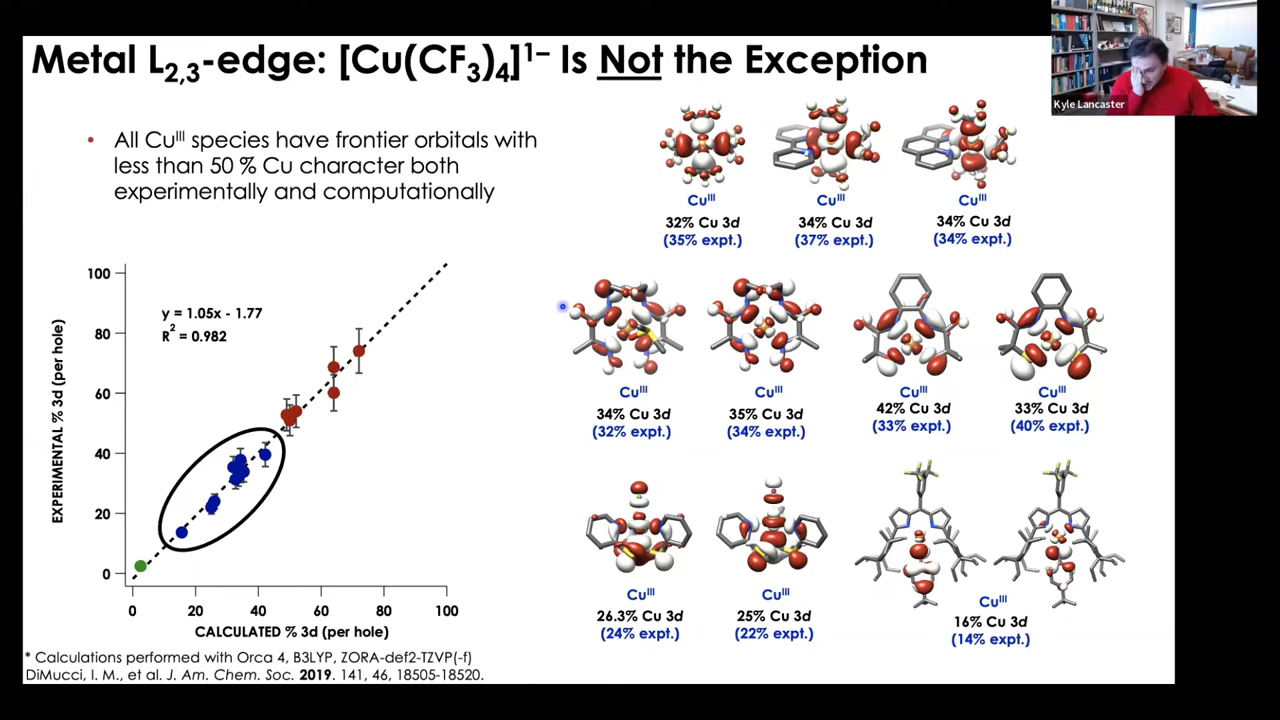 Metal L2,3-edge: [Cu(CF3)4]1− Is Not the Exception
Kyle Lancaster
• All CuIII species have frontier orbitals with
less than 50 % Cu character both
experimentally and computationally
CuIII
32% Cu 3d
(35% expt.)
CuIII
34% Cu 3d
(37% expt.)
CuIII
34% Cu 3d
(34% expt.)
CuIII
34% Cu 3d
(32% expt.)
CuIII
35% Cu 3d
(34% expt.)
CuIII
42% Cu 3d
(33% expt.)
CuIII
33% Cu 3d
(40% expt.)
CuIII
26.3% Cu 3d
(24% expt.)
CuIII
25% Cu 3d
(22% expt.)
CuIII
16% Cu 3d
(14% expt.)
EXPERIMENTAL % 3d (per hole)
100
80
60
40
20
0
y = 1.05x - 1.77
R2 = 0.982
0 20 40 60 80 100
CALCULATED % 3d (per hole)
* Calculations performed with Orca 4, B3LYP, ZORA-def2-TZVP(-f)
DiMucci, I. M., et al. J. Am. Chem. Soc. 2019. 141, 46, 18505-18520.